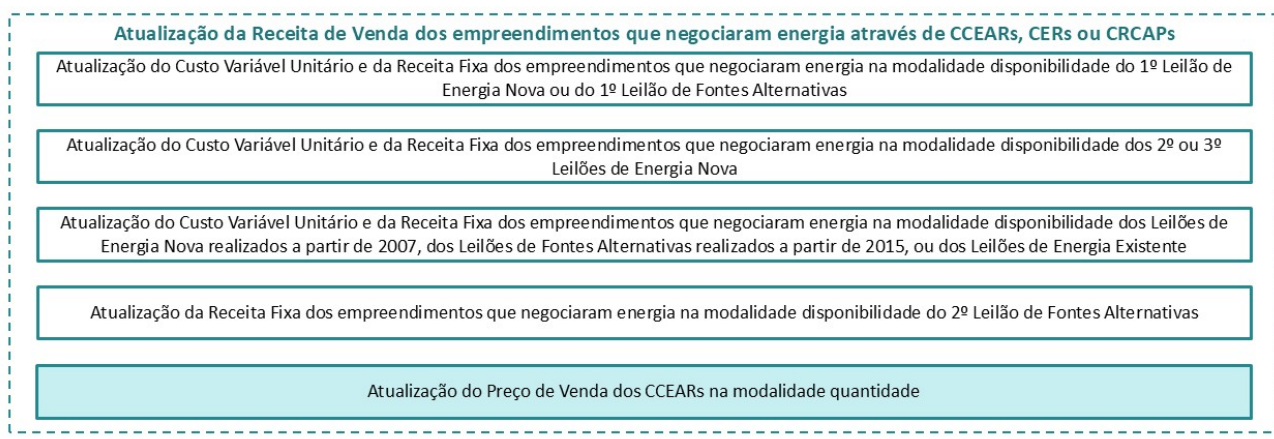 Atualização da Receita de Venda dos empreendimentos que negociaram energia através de CCEARs, CERs ou CRCAPs
Atualização do Custo Variável Unitário e da Receita Fixa dos empreendimentos que negociaram energia na modalidade disponibilidade do 1º Leilão de
Energia Nova ou do 1º Leilão de Fontes Alternativas
Atualização do Custo Variável Unitário e da Receita Fixa dos empreendimentos que negociaram energia na modalidade disponibilidade dos 2º ou 3º
Leilões de Energia Nova
Atualização do Custo Variável Unitário e da Receita Fixa dos empreendimentos que negociaram energia na modalidade disponibilidade dos Leilões de
Energia Nova realizados a partir de 2007, dos Leilões de Fontes Alternativas realizados a partir de 2015, ou dos Leilões de Energia Existente
Atualização da Receita Fixa dos empreendimentos que negociaram energia na modalidade disponibilidade do 2º Leilão de Fontes Alternativas
Atualização do Preço de Venda dos CCEARs na modalidade quantidade